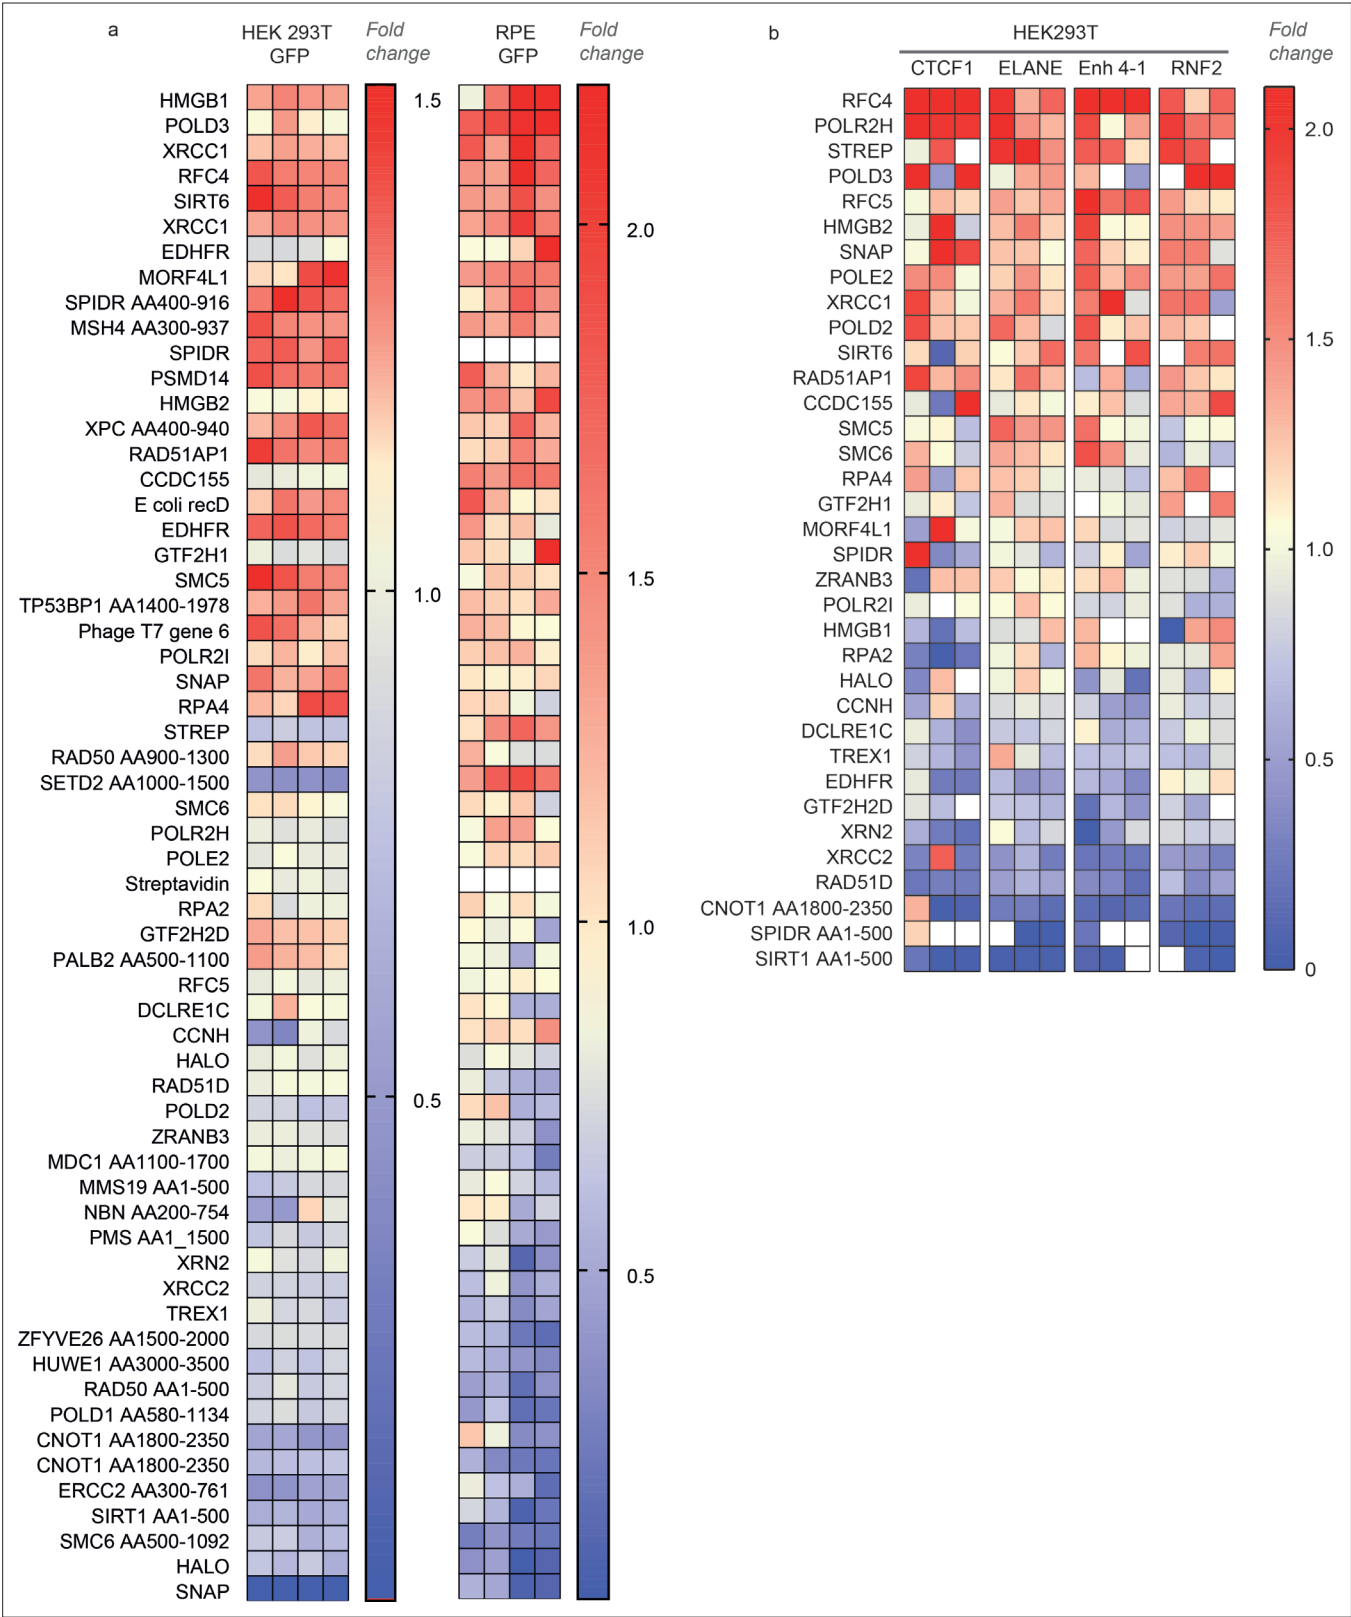 a
HEK 293T
GFP
Fold
change
RPE
GFP
Fold
change
HMGB1
POLD3
XRCC1
RFC4
SIRT6
XRCC1
EDHFR
MORF4L1
SPIDR AA400-916
MSH4 AA300-937
SPIDR
PSMD14
HMGB2
XPC AA400-940
RAD51AP1
CCDC155
E coli recD
EDHFR
GTF2H1
SMC5
TP53BP1 AA1400-1978
Phage T7 gene 6
POLR2I
SNAP
RPA4
STREP
RAD50 AA900-1300
SETD2 AA1000-1500
SMC6
POLR2H
POLE2
Streptavidin
RPA2
GTF2H2D
PALB2 AA500-1100
RFC5
DCLRE1C
CCNH
HALO
RAD51D
POLD2
ZRANB3
MDC1 AA1100-1700
MMS19 AA1-500
NBN AA200-754
PMS AA1_1500
XRN2
XRCC2
TREX1
ZFYVE26 AA1500-2000
HUWE1 AA3000-3500
RAD50 AA1-500
POLD1 AA580-1134
CNOT1 AA1800-2350
CNOT1 AA1800-2350
ERCC2 AA300-761
SIRT1 AA1-500
SMC6 AA500-1092
HALO
SNAP
1.5
1.0
0.5
2.0
1.5
1.0
0.5
b
HEK293T
Fold
change
CTCF1 ELANE Enh 4-1 RNF2
RFC4
POLR2H
STREP
POLD3
RFC5
HMGB2
SNAP
POLE2
XRCC1
POLD2
SIRT6
RAD51AP1
CCDC155
SMC5
SMC6
RPA4
GTF2H1
MORF4L1
SPIDR
ZRANB3
POLR2I
HMGB1
RPA2
HALO
CCNH
DCLRE1C
TREX1
EDHFR
GTF2H2D
XRN2
XRCC2
RAD51D
CNOT1 AA1800-2350
SPIDR AA1-500
SIRT1 AA1-500
2.0
1.5
1.0
0.5
0